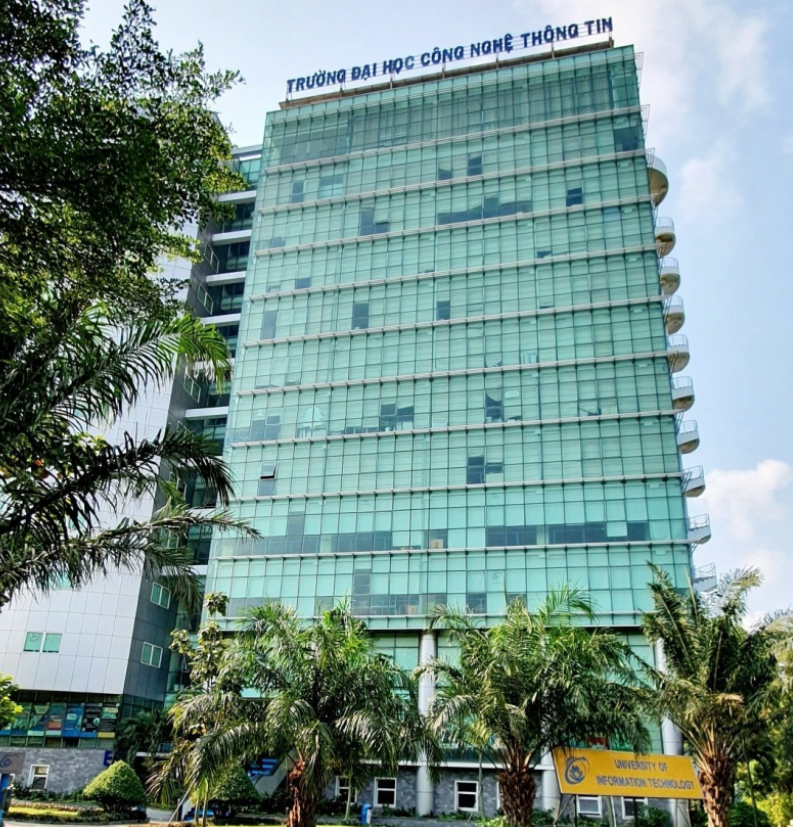 TRƯỜNG ĐẠI HỌC CÔNG NGHỆ THÔNG TIN
UNIVERSITY OF
INFORMATION TECHNOLOGY